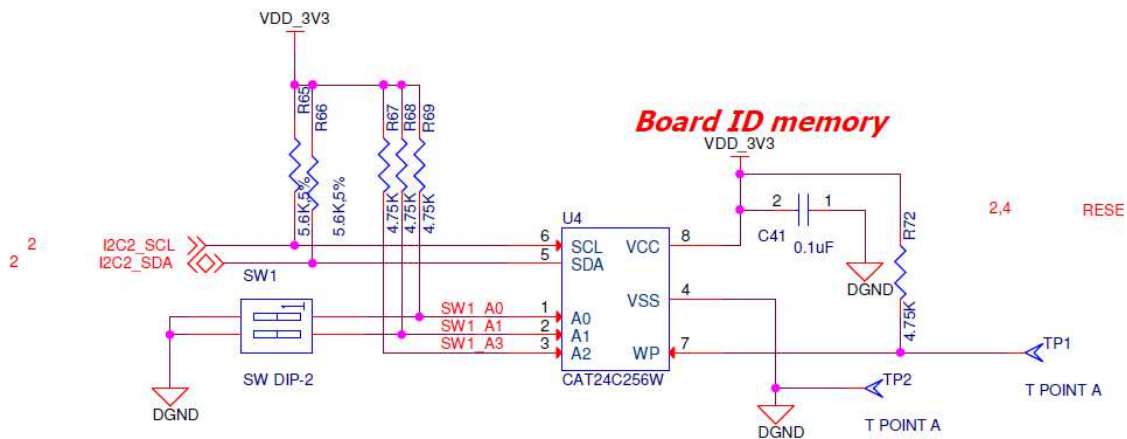 VDD_3V3
R65
R66
R67
R68
R69
5.6K,5%
5.6K,5%
4.75K
4.75K
4.75K
Board ID memory
VDD_3V3
2,4
RESE
R72
4.75K
2
I2C2_SCL
2
I2C2_SDA
SW1
1
SW DIP-2
DGND
SW1_A0
SW1_A1
SW1_A3
U4
6
SCL
5
SDA
1
A0
2
A1
3
A2
VCC
8
VSS
4
WP
7
CAT24C256W
2
1
C41
0.1uF
DGND
TP1
T POINT A
TP2
T POINT A
DGND